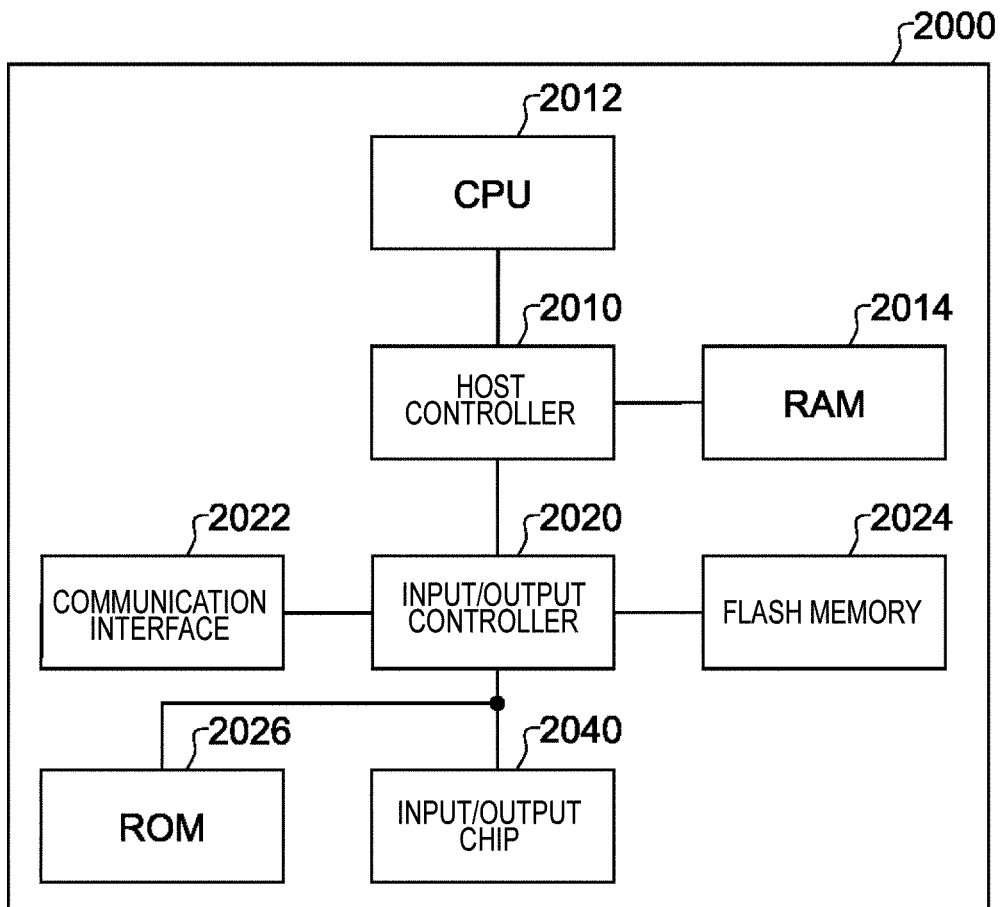 2000
2012
CPU
2010
2014
HOST
CONTROLLER
RAM
2022
2020
2024
COMMUNICATION
INTERFACE
INPUT/OUTPUT
CONTROLLER
FLASH MEMORY
2026
2040
ROM
INPUT/OUTPUT
CHIP